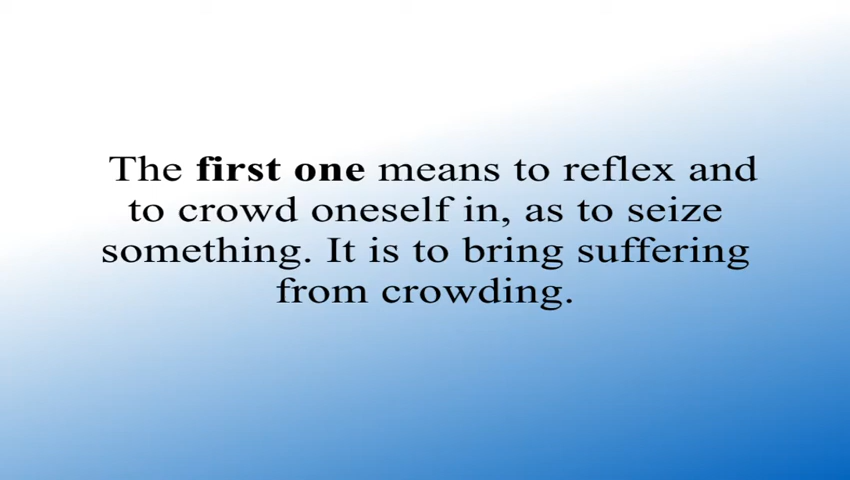 The first one means to reflex and
to crowd oneself in, as to seize
something. It is to bring suffering
from crowding.